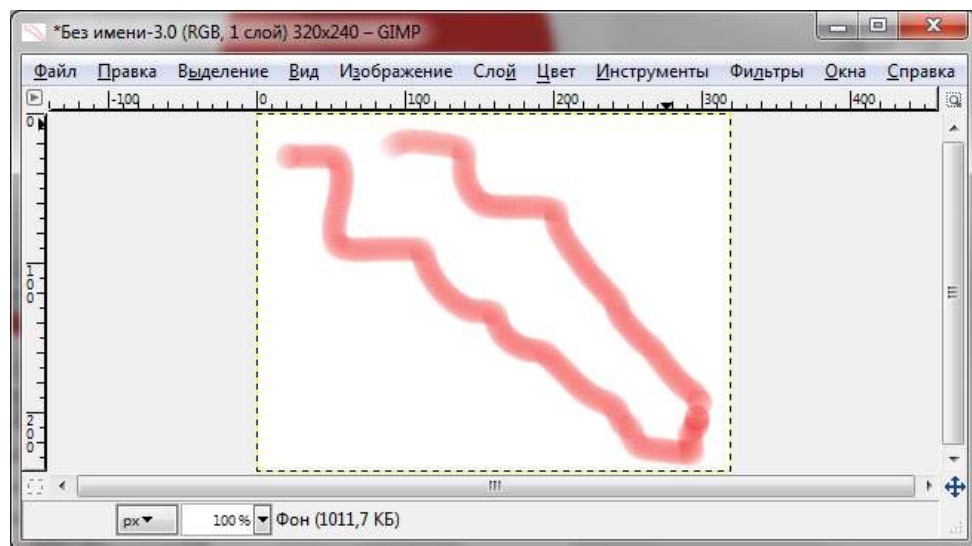 *Без имени-3.0 (RGB, 1 слой) 320x240 – GIMP
Файл Правка Выделение Вид Изображение Слой Цвет Инструменты Фильтры Окна Справка
-100 0 100 200 300 400
0
100
200
px 100 % Фон (1011,7 КБ)